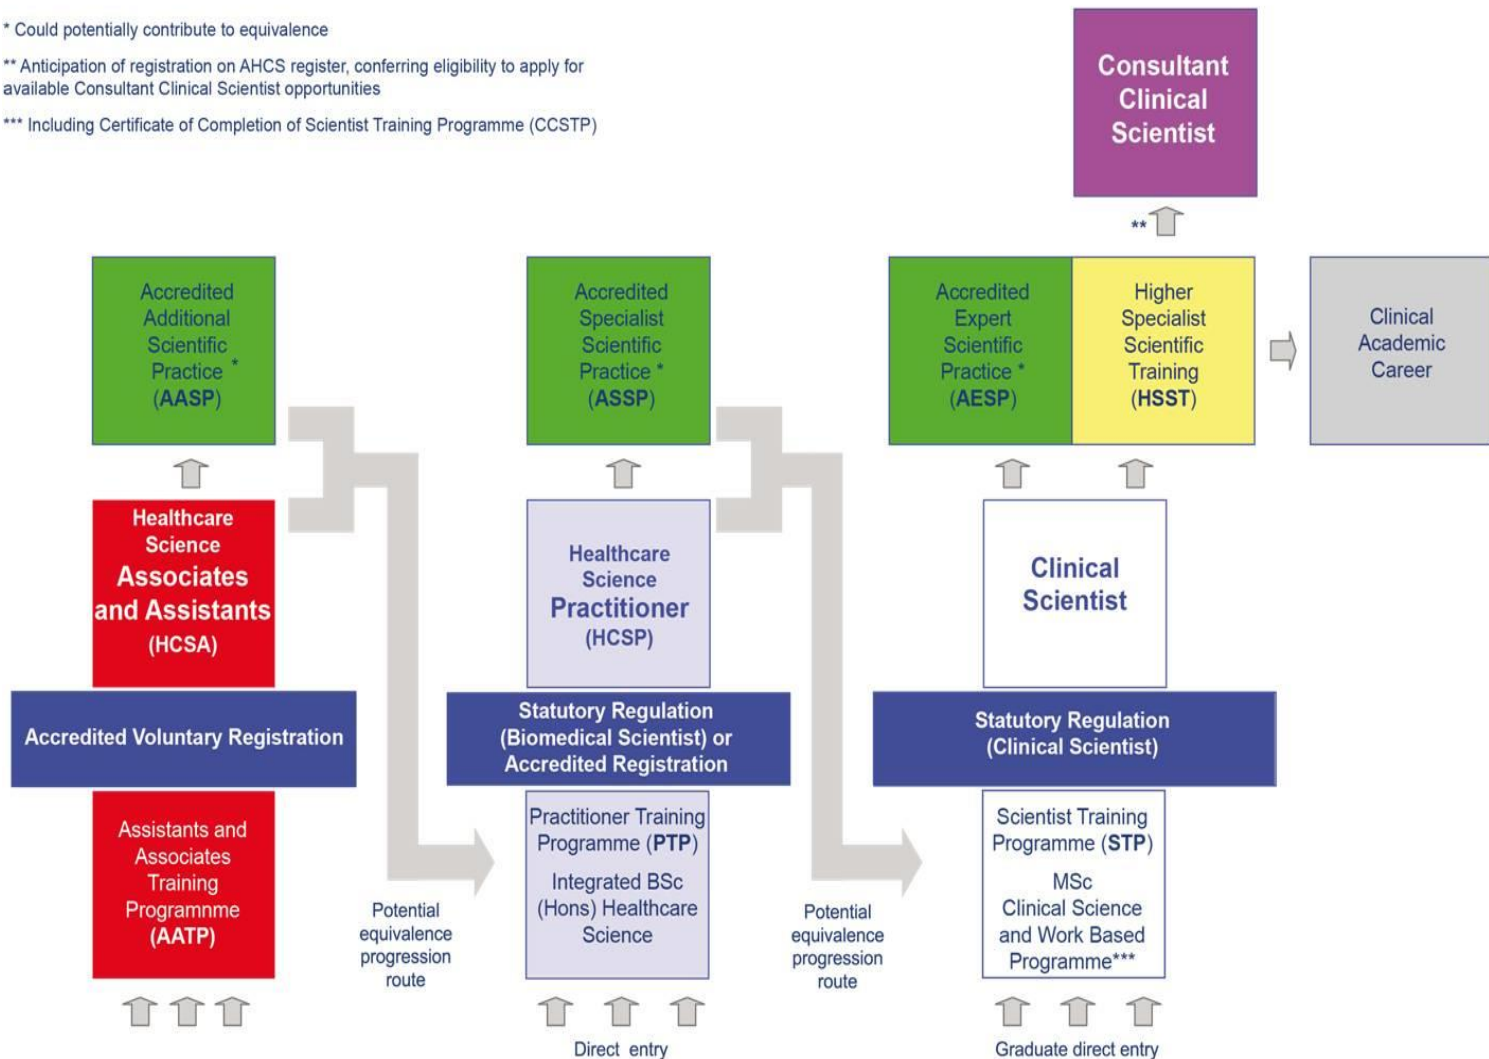 * Could potentially contribute to equivalence
** Anticipation of registration on AHCS register, conferring eligibility to apply for
available Consultant Clinical Scientist opportunities
*** Including Certificate of Completion of Scientist Training Programme (CCSTP)
Consultant
Clinical
Scientist
**
Accredited
Additional
Scientific
Practice *
(AASP)
Accredited
Specialist
Scientific
Practice *
(ASSP)
Accredited
Expert
Scientific
Practice *
(AESP)
Higher
Specialist
Scientific
Training
(HSST)
Clinical
Academic
Career
Healthcare
Science
Associates
and Assistants
(HCSA)
Healthcare
Science
Practitioner
(HCSP)
Clinical
Scientist
Accredited Voluntary Registration
Statutory Regulation
(Biomedical Scientist) or
Accredited Registration
Statutory Regulation
(Clinical Scientist)
Assistants and
Associates
Training
Programnme
(AATP)
Potential
equivalence
progression
route
Practitioner Training
Programme (PTP)
Integrated BSc
(Hons) Healthcare
Science
Potential
equivalence
progression
route
Scientist Training
Programme (STP)
MSc
Clinical Science
and Work Based
Programme***
Direct entry
Graduate direct entry